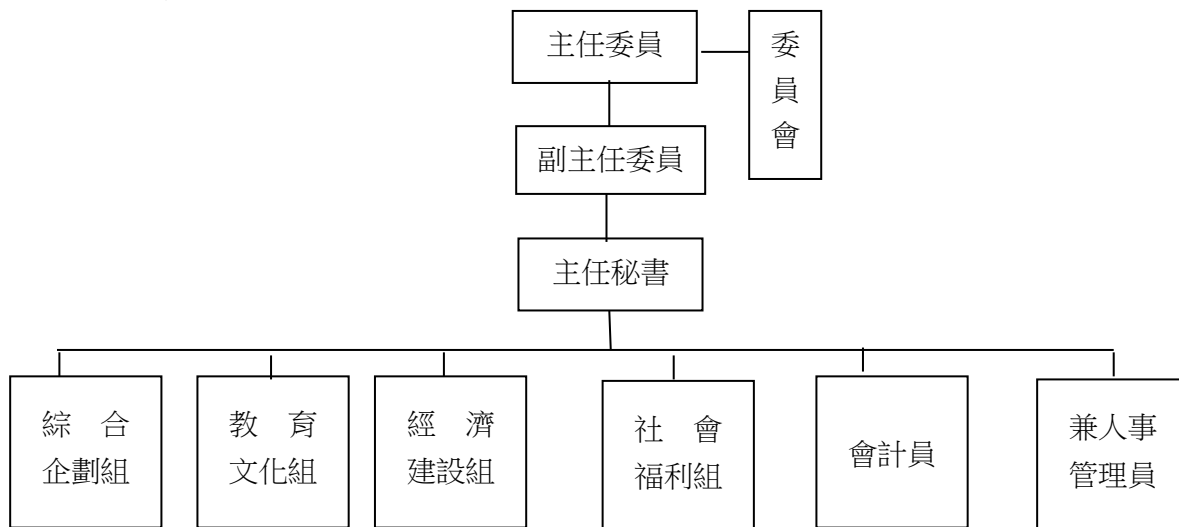 主任委員
委員會
副主任委員
主任秘書
綜 合
企劃組
教 育
文化組
經 濟
建設組
社 會
福利組
會計員
兼人事
管理員